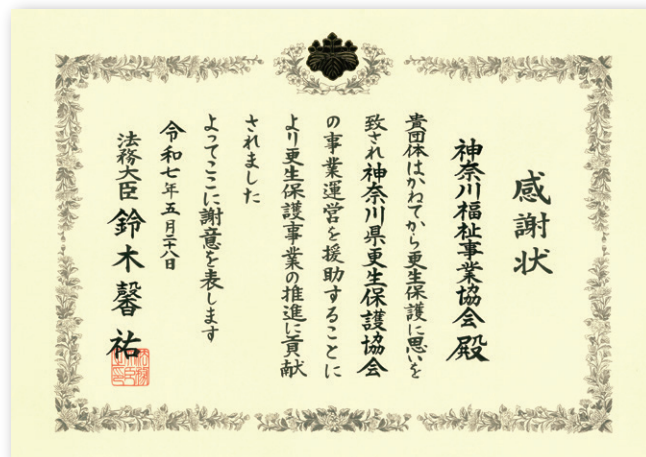 感謝状
神奈川福祉事業協会 殿
貴団体はかねてから更生保護に思いを
致され神奈川県更生保護協会
の事業運営を援助することに
より更生保護事業の推進に貢献
されました
よってここに謝意を表します
令和七年五月二十八日
法務大臣 鈴木馨祐